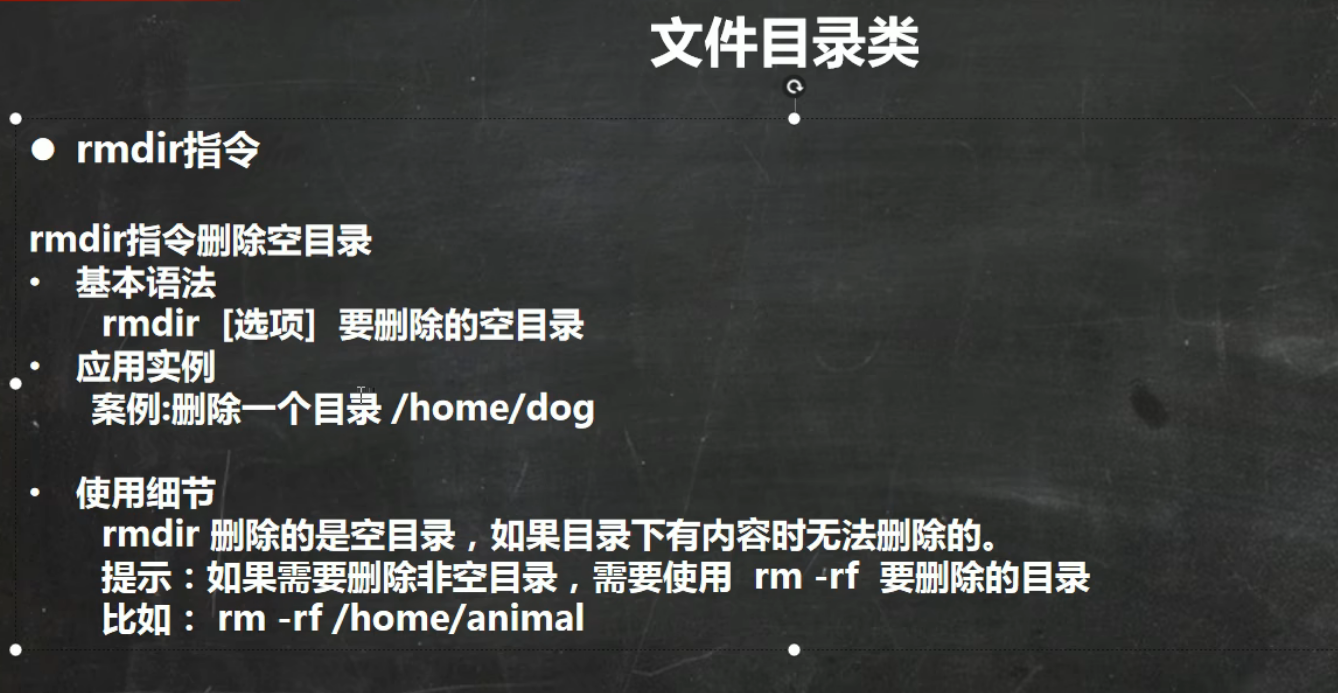 文件目录类
● rmdir指令
rmdir指令删除空目录
• 基本语法
rmdir [选项] 要删除的空目录
• 应用实例
案例:删除一个目录 /home/dog
• 使用细节
rmdir 删除的是空目录，如果目录下有内容时无法删除的。
提示：如果需要删除非空目录，需要使用 rm -rf 要删除的目录
比如： rm -rf /home/animal